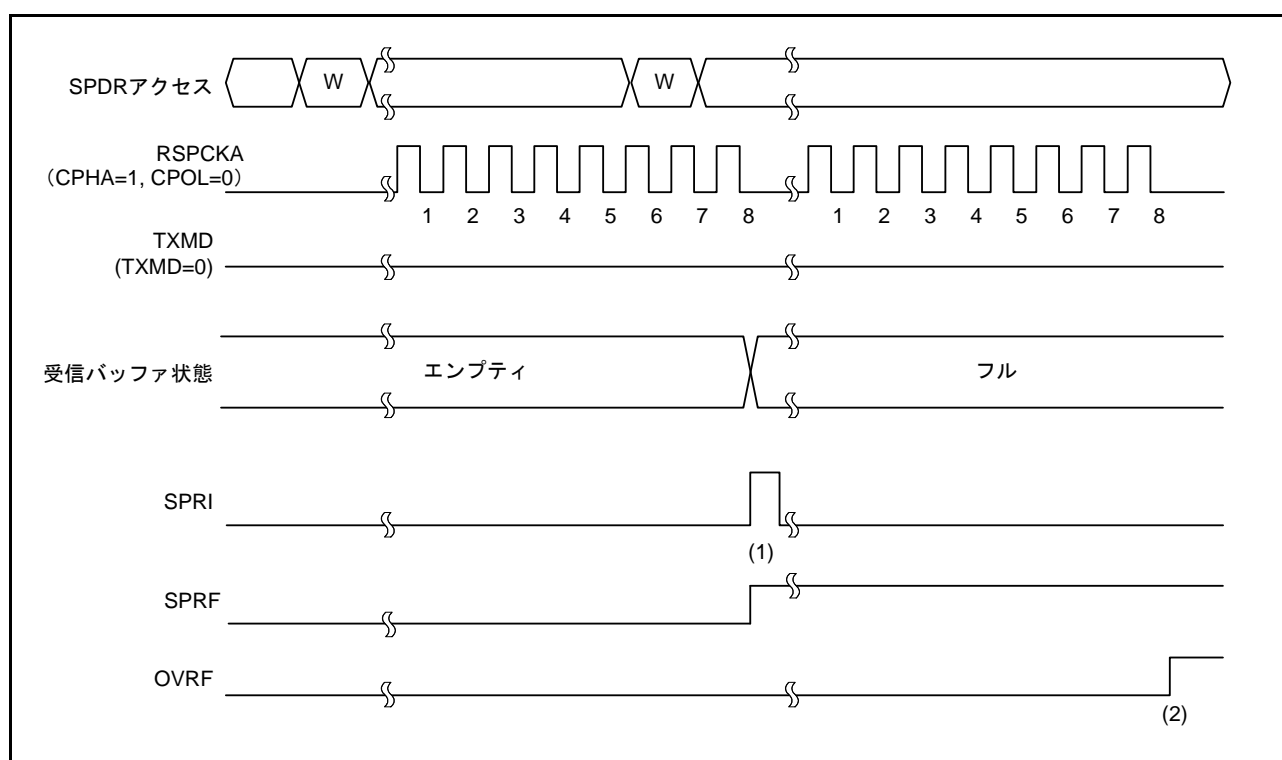 SPDRアクセス
W
W
RSPCKA
（CPHA=1, CPOL=0）
1 2 3 4 5 6 7 8
1 2 3 4 5 6 7 8
TXMD
(TXMD=0)
受信バッファ状態
エンプティ
フル
SPRI
(1)
SPRF
OVRF
(2)